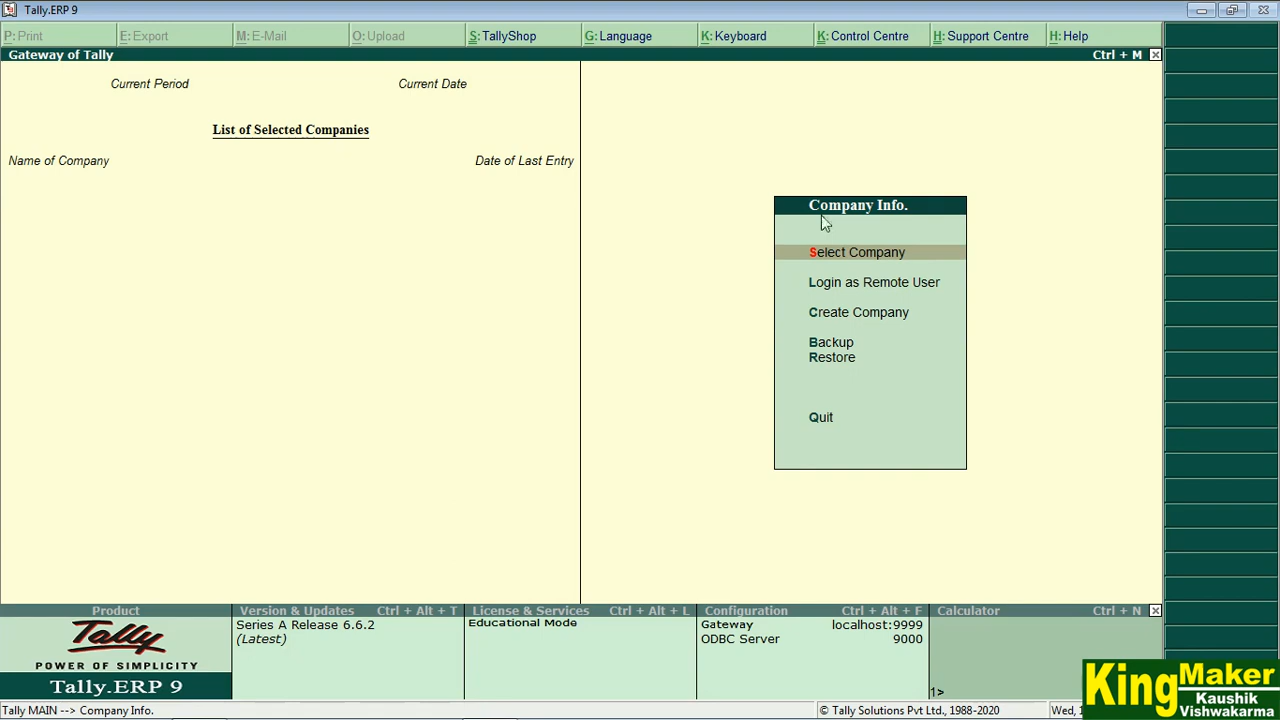 Tally.ERP 9
P: Print
E: Export
M: E-Mail
O: Upload
S: TallyShop
G: Language
K: Keyboard
K: Control Centre
H: Support Centre
H: Help
Gateway of Tally
Ctrl + M
Current Period
Current Date
List of Selected Companies
Name of Company
Date of Last Entry
Company Info.
Select Company
Login as Remote User
Create Company
Backup
Restore
Quit
Product
Tally
POWER OF SIMPLICITY
Tally.ERP 9
Version & Updates
Ctrl + Alt + T
Series A Release 6.6.2
(Latest)
License & Services
Ctrl + Alt + L
Educational Mode
Configuration
Ctrl + Alt + F
Gateway
localhost:9999
ODBC Server
9000
Calculator
Ctrl + N
1>
Tally MAIN --> Company Info.
© Tally Solutions Pvt Ltd., 1988-2020
Wed,
KingMaker
Kaushik
Vishwakarma